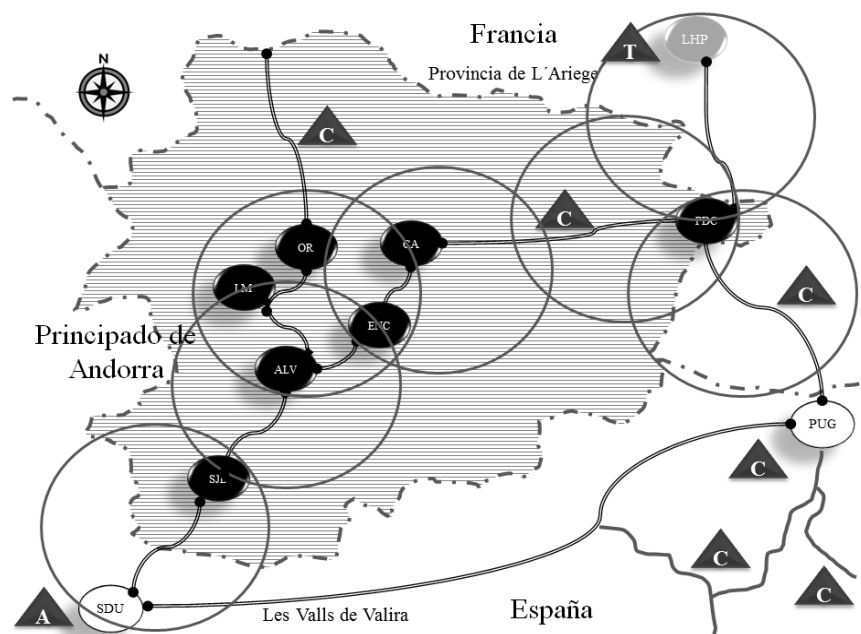 Francia
Provincia de L´Ariege
N
T
LHP
C
C
PDC
OR
CA
LM
ENC
ALV
C
Principado de
Andorra
PUG
C
SJL
C
C
SDU
A
Les Valls de Valira
España